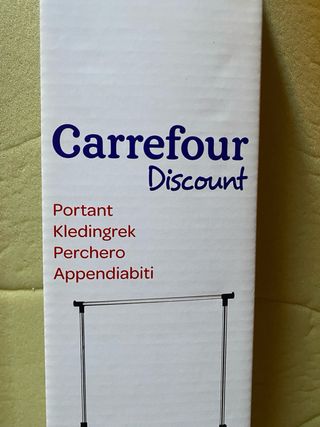 Carrefour
Discount
Portant
Kledingrek
Perchero
Appendiabiti